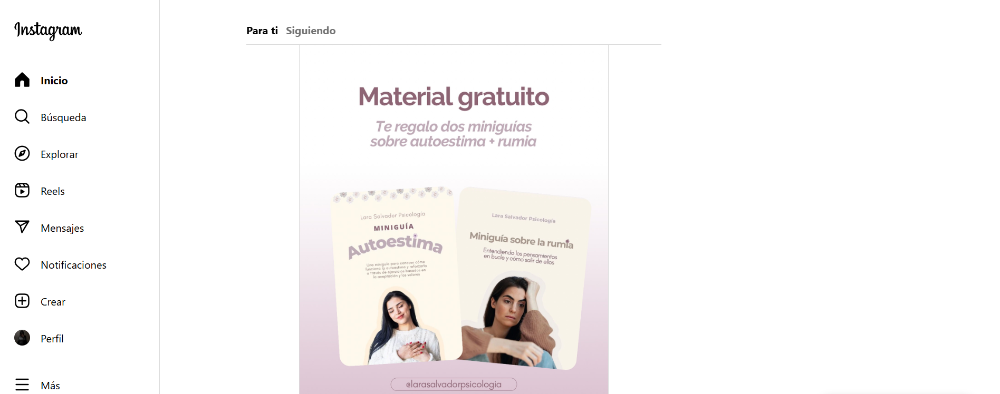 Instagram
Inicio
Búsqueda
Explorar
Reels
Mensajes
Notificaciones
Crear
Perfil
Más
Para ti Siguiendo
Material gratuito
Te regalo dos miniguías
sobre autoestima + rumia
Lara Salvador Psicología
MINIGUÍA
Autoestima
Una miniguía para conocer cómo
funciona la autoestima y reforzarla
a través de ejercicios basados en
la aceptación y los valores
Lara Salvador Psicología
Miniguía sobre la rumia
Entendiendo los pensamientos
en bucle y cómo salir de ellos
@larasalvadorpsicologia